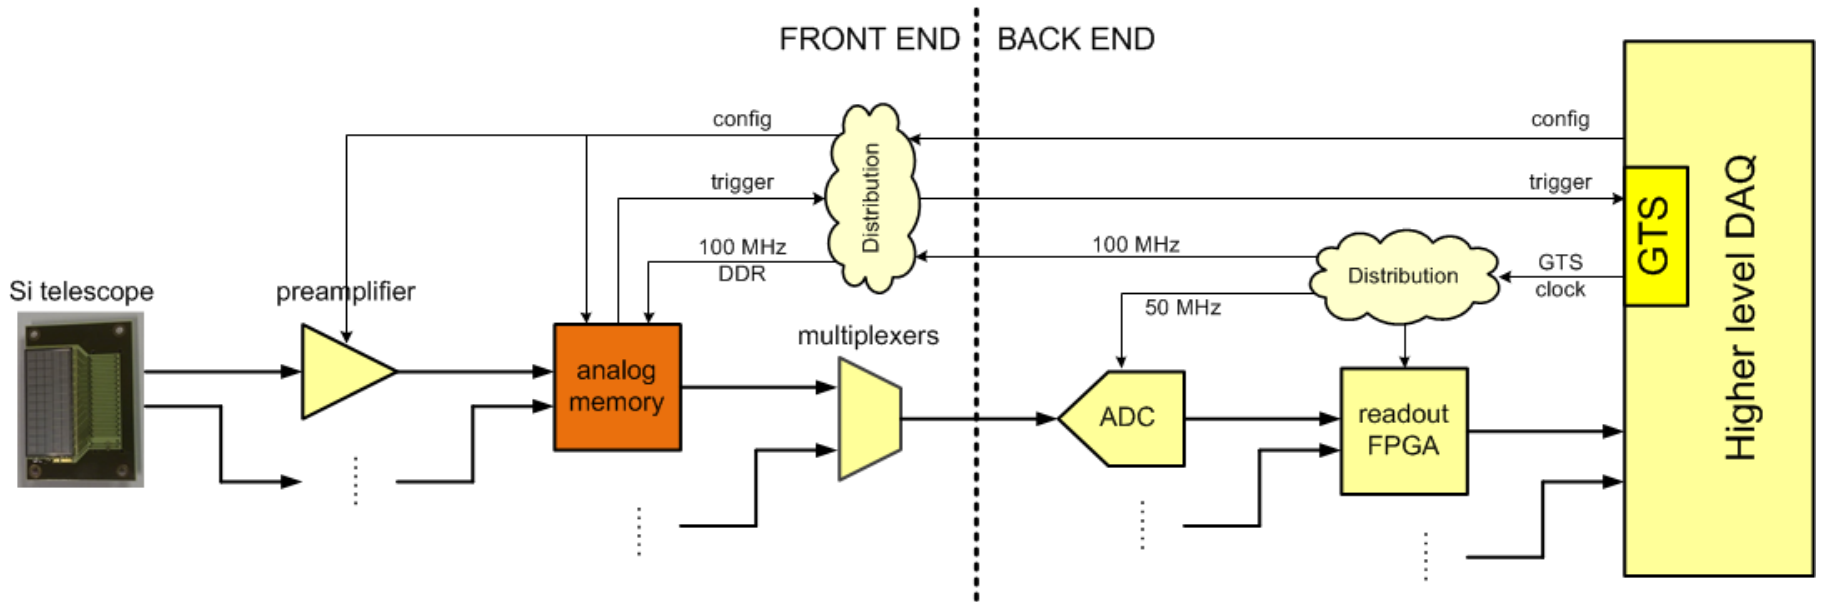 FRONT END
BACK END
config
config
trigger
trigger
Distribution
100 MHz
DDR
100 MHz
Distribution
GTS
clock
GTS
Higher level DAQ
50 MHz
Si telescope
preamplifier
multiplexers
analog
memory
ADC
readout
FPGA